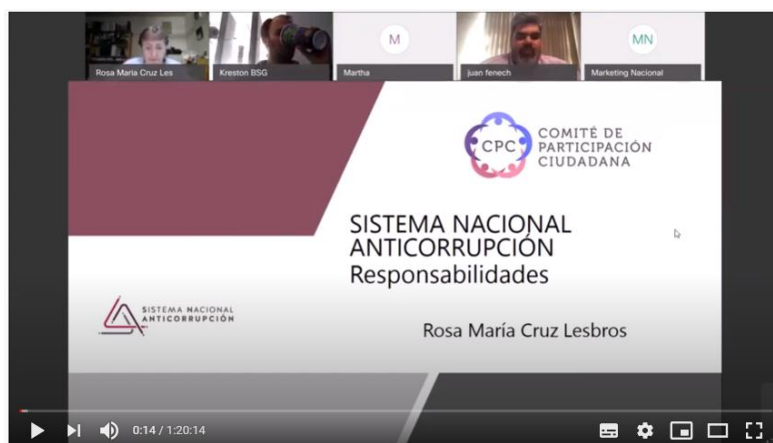 M
MN
Rosa Maria Cruz Les
Kreston BSG
Martha
juan fenech
Marketing Nacional
CPC
COMITÉ DE
PARTICIPACIÓN
CIUDADANA
SISTEMA NACIONAL
ANTICORRUPCIÓN
Responsabilidades
SISTEMA NACIONAL
ANTICORRUPCIÓN
Rosa María Cruz Lesbros
0:14 / 1:20:14